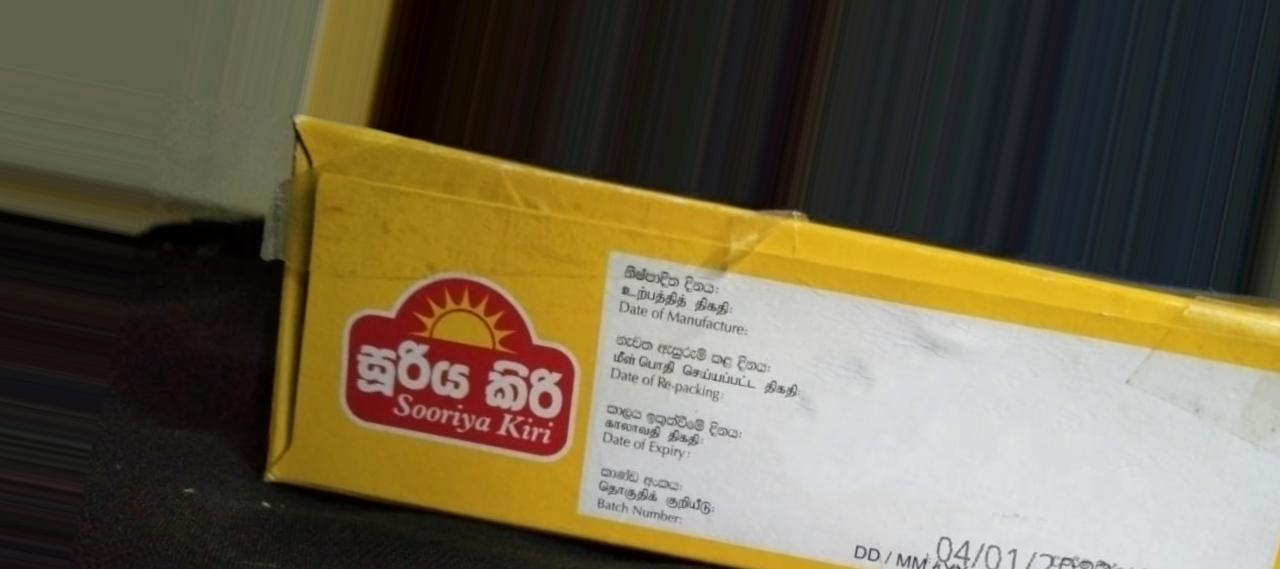 සූරිය කිරි
Sooriya Kiri
නිෂ්පාදිත දිනය:
உற்பத்தித் திகதி:
Date of Manufacture:
නැවත ඇසුරුම් කළ දිනය:
மீள் பொதி செய்யப்பட்ட திகதி:
Date of Re-packing:
කාලය ඉකුත්වීමේ දිනය:
காலாவதி திகதி:
Date of Expiry:
කාණ්ඩ අංකය:
தொகுதிக் குறியீடு:
Batch Number:
04/01/
DD / MM